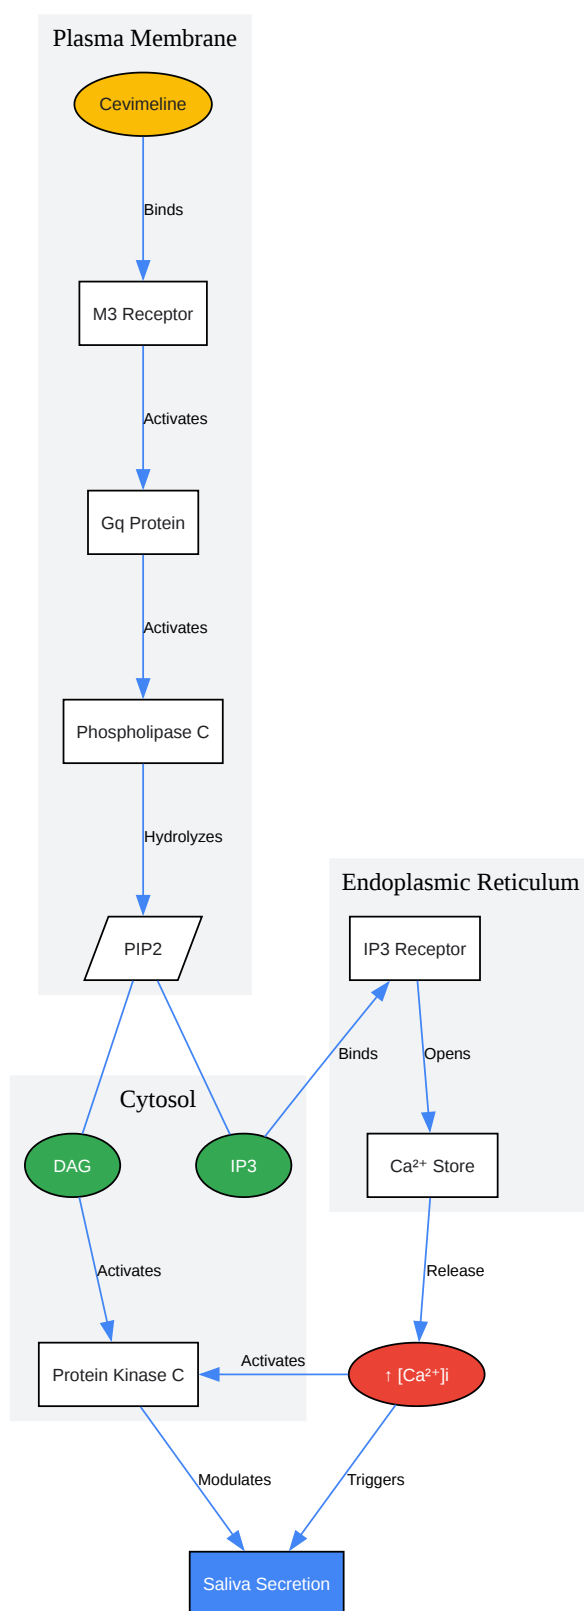 Plasma Membrane
Cevimeline
Binds
M3 Receptor
Activates
Gq Protein
Activates
Phospholipase C
Hydrolyzes
PIP2
Endoplasmic Reticulum
IP3 Receptor
Binds
Opens
Cytosol
DAG
IP3
Ca²⁺ Store
Activates
Release
Protein Kinase C
Activates
↑ [Ca²⁺]i
Modulates
Triggers
Saliva Secretion